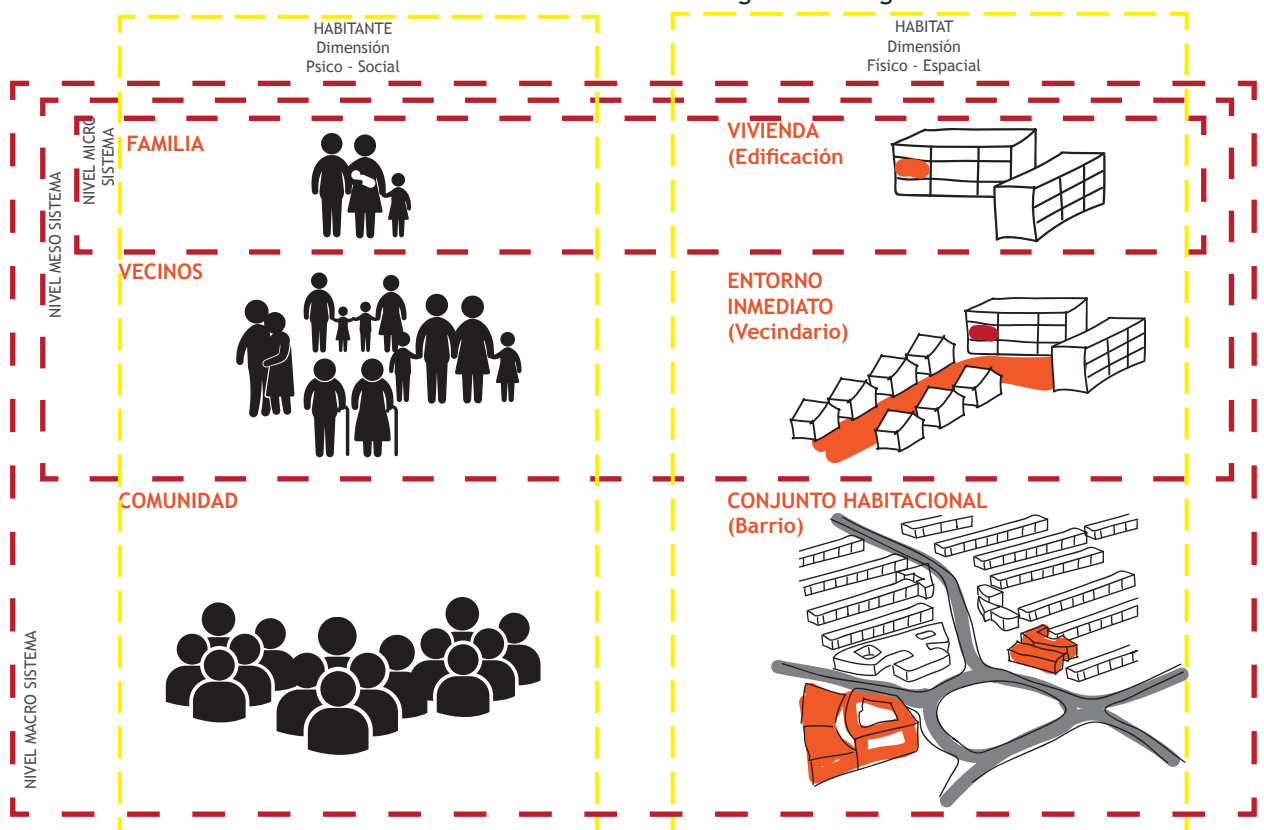 HABITANTE
Dimensión
Psico - Social
HABITAT
Dimensión
Físico - Espacial
NIVEL MICRO
SISTEMA
FAMILIA
VIVIENDA
(Edificación
NIVEL MESO SISTEMA
VECINOS
ENTORNO
INMEDIATO
(Vecindario)
NIVEL MACRO SISTEMA
COMUNIDAD
CONJUNTO HABITACIONAL
(Barrio)